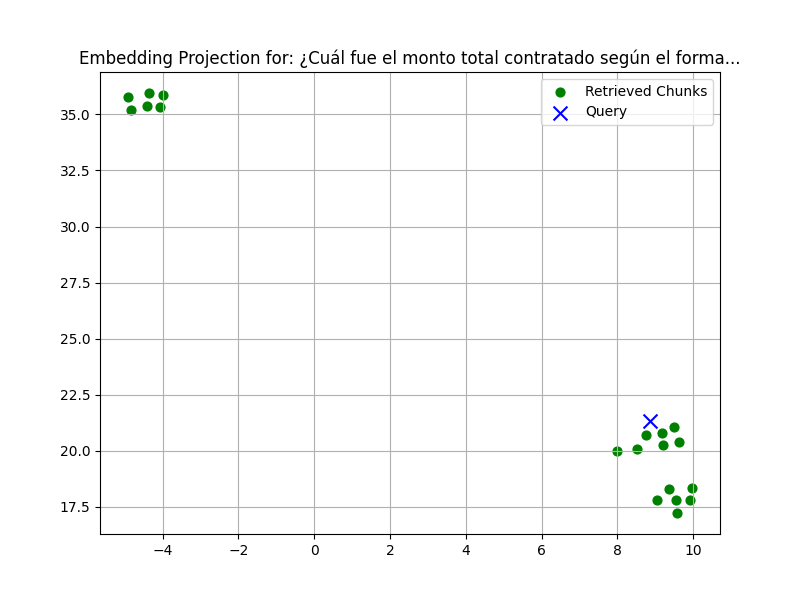 Embedding Projection for: ¿Cuál fue el monto total contratado según el forma...
Retrieved Chunks
Query
35.0
32.5
30.0
27.5
25.0
22.5
20.0
17.5
−4 −2 0 2 4 6 8 10